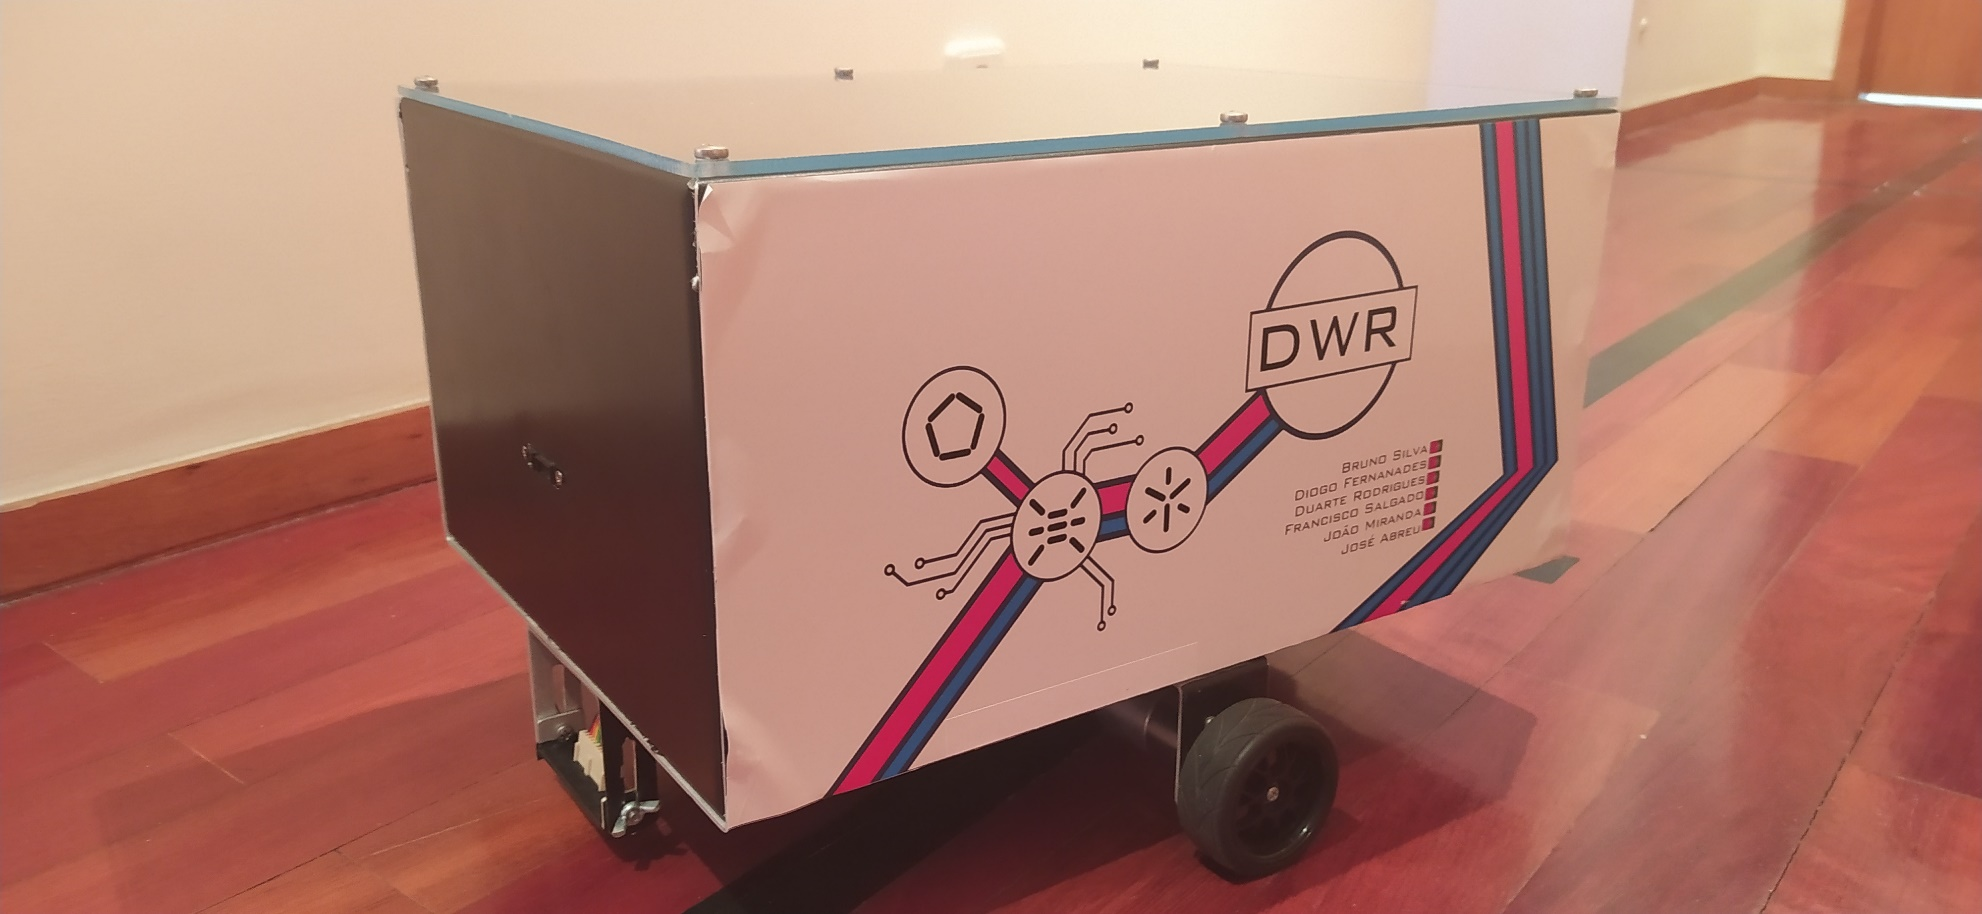 DWR
BRUNO SILVA
DIOGO FERNANADES
DUARTE RODRIGUES
FRANCISCO SALGADO
JOÃO MIRANDA
JOSÉ ABREU